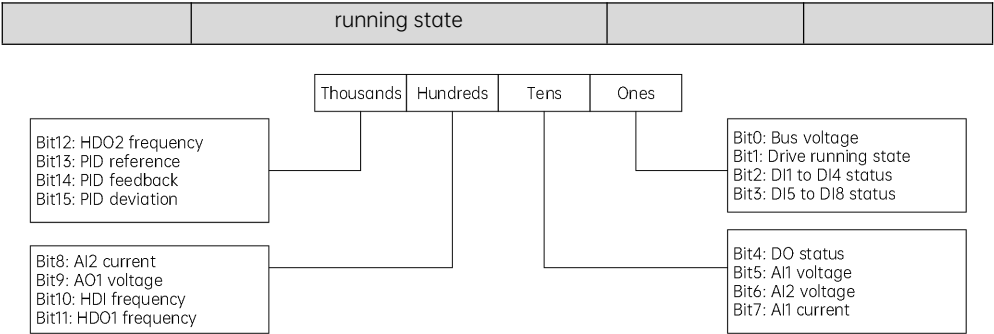 running state
Thousands Hundreds Tens Ones
Bit12: HDO2 frequency
Bit13: PID reference
Bit14: PID feedback
Bit15: PID deviation
Bit0: Bus voltage
Bit1: Drive running state
Bit2: DI1 to DI4 status
Bit3: DI5 to DI8 status
Bit8: AI2 current
Bit9: AO1 voltage
Bit10: HDI frequency
Bit11: HDO1 frequency
Bit4: DO status
Bit5: AI1 voltage
Bit6: AI2 voltage
Bit7: AI1 current